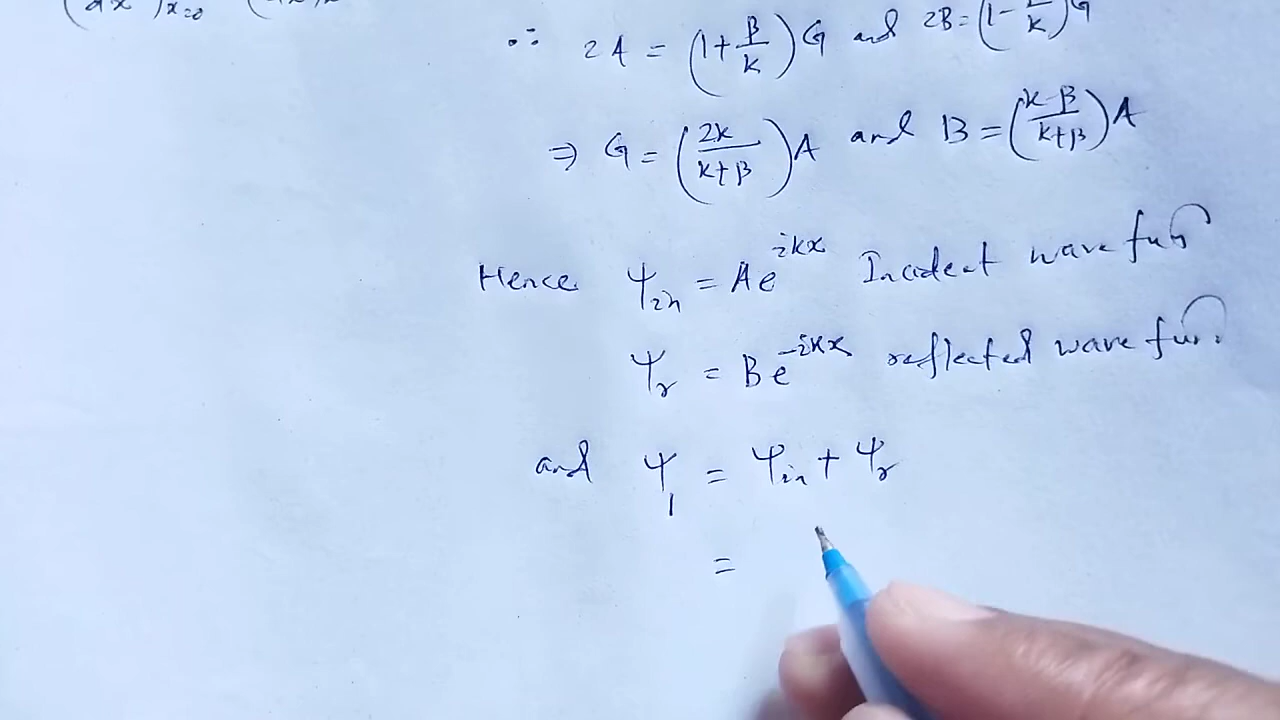 ∴ 2A = (1+β/k)G and 2B=(1-
⇒ G = (2k/k+β)A and B = (k-β/k+β)A
Hence ψin = Ae^ikx Incident wave fun
ψr = Be^-ikx reflected wave fun.
and ψ1 = ψin + ψr
=